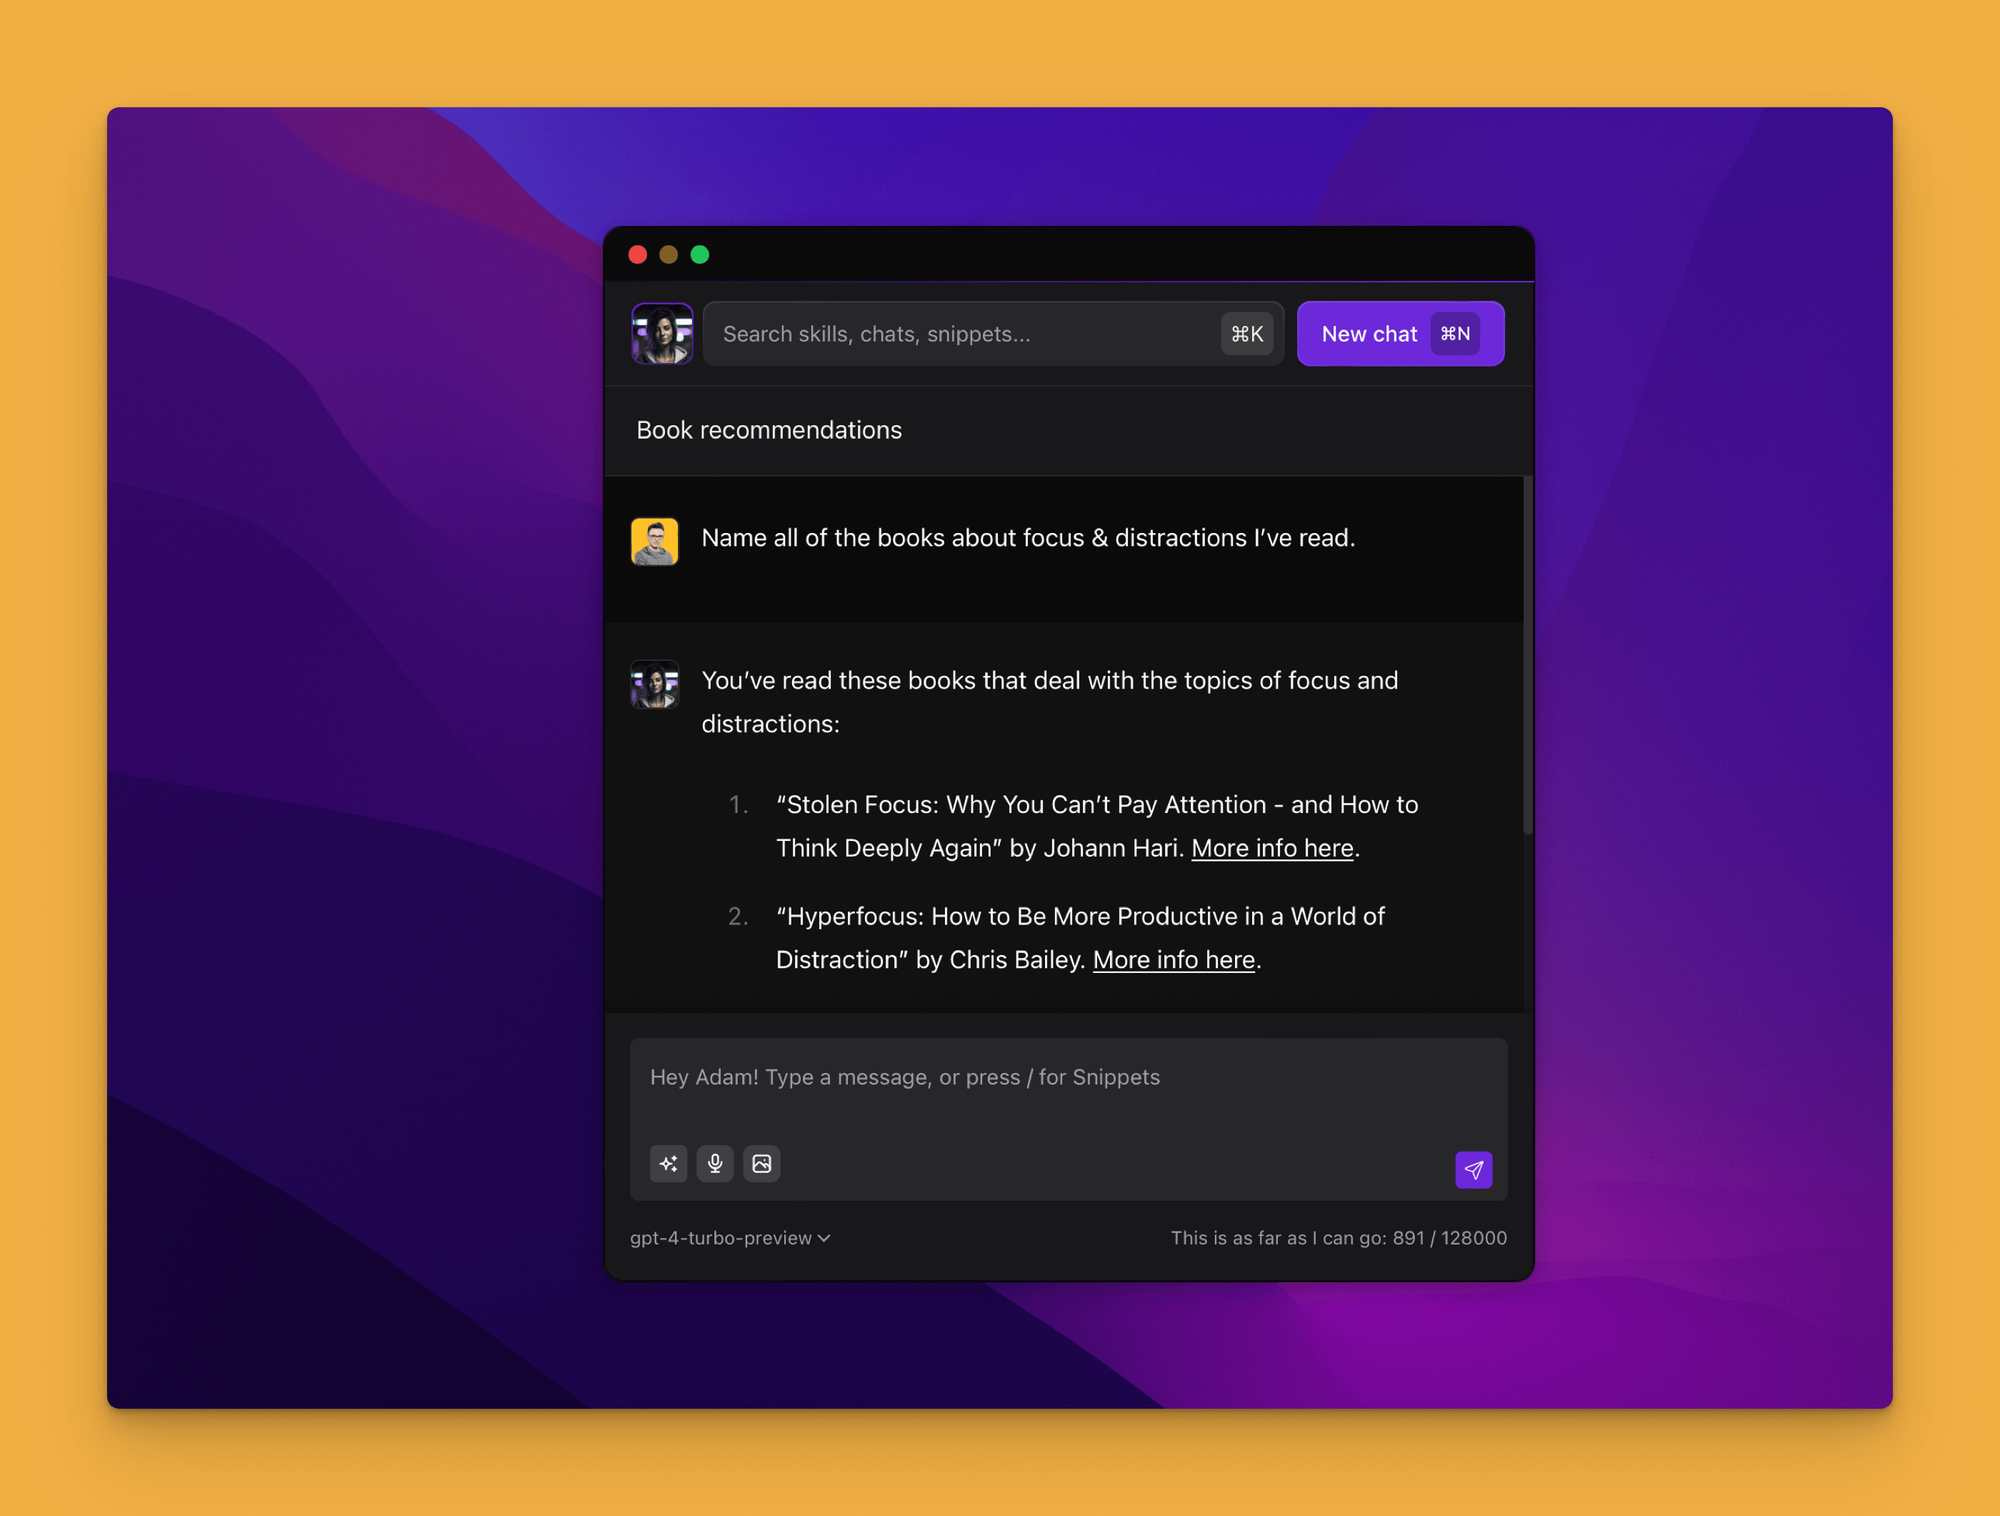 Search skills, chats, snippets... ⌘K New chat ⌘N
Book recommendations
Name all of the books about focus & distractions I’ve read.
You’ve read these books that deal with the topics of focus and
distractions:
1. “Stolen Focus: Why You Can’t Pay Attention - and How to
Think Deeply Again” by Johann Hari. More info here.
2. “Hyperfocus: How to Be More Productive in a World of
Distraction” by Chris Bailey. More info here.
Hey Adam! Type a message, or press / for Snippets
gpt-4-turbo-preview This is as far as I can go: 891 / 128000